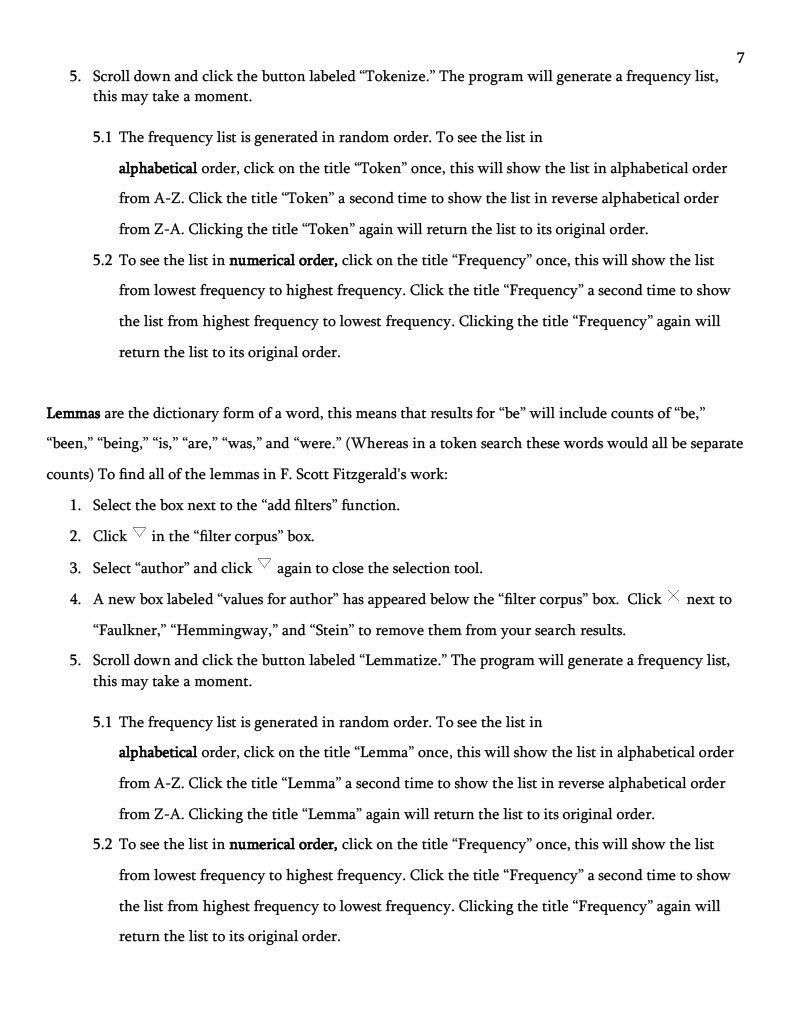 7
5. Scroll down and click the button labeled “Tokenize.” The program will generate a frequency list,
this may take a moment.
5.1 The frequency list is generated in random order. To see the list in
alphabetical order, click on the title “Token” once, this will show the list in alphabetical order
from A-Z. Click the title “Token” a second time to show the list in reverse alphabetical order
from Z-A. Clicking the title “Token” again will return the list to its original order.
5.2 To see the list in numerical order, click on the title “Frequency” once, this will show the list
from lowest frequency to highest frequency. Click the title “Frequency” a second time to show
the list from highest frequency to lowest frequency. Clicking the title “Frequency” again will
return the list to its original order.
Lemmas are the dictionary form of a word, this means that results for “be” will include counts of “be,”
“been,” “being,” “is,” “are,” “was,” and “were.” (Whereas in a token search these words would all be separate
counts) To find all of the lemmas in F. Scott Fitzgerald's work:
1. Select the box next to the “add filters” function.
2. Click ▽ in the “filter corpus” box.
3. Select “author” and click ▽ again to close the selection tool.
4. A new box labeled “values for author” has appeared below the “filter corpus” box. Click ✕ next to
“Faulkner,” “Hemmingway,” and “Stein” to remove them from your search results.
5. Scroll down and click the button labeled “Lemmatize.” The program will generate a frequency list,
this may take a moment.
5.1 The frequency list is generated in random order. To see the list in
alphabetical order, click on the title “Lemma” once, this will show the list in alphabetical order
from A-Z. Click the title “Lemma” a second time to show the list in reverse alphabetical order
from Z-A. Clicking the title “Lemma” again will return the list to its original order.
5.2 To see the list in numerical order, click on the title “Frequency” once, this will show the list
from lowest frequency to highest frequency. Click the title “Frequency” a second time to show
the list from highest frequency to lowest frequency. Clicking the title “Frequency” again will
return the list to its original order.